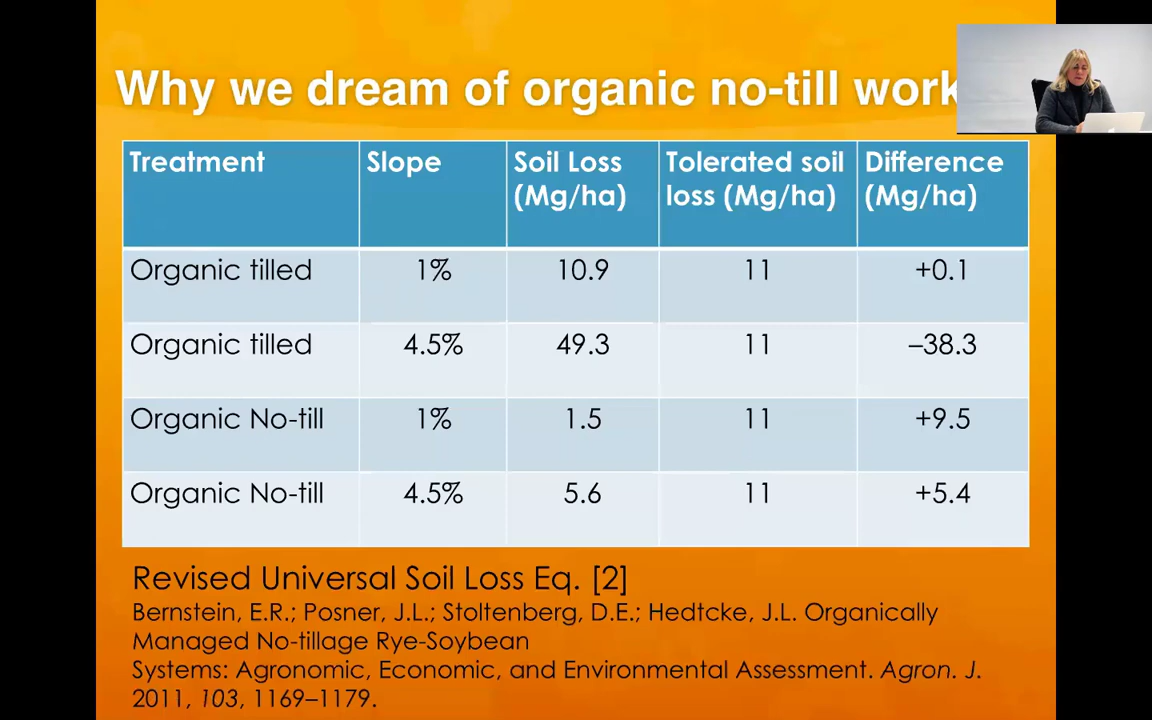 Why we dream of organic no-till work
Treatment Slope Soil Loss (Mg/ha) Tolerated soil loss (Mg/ha) Difference (Mg/ha)
Organic tilled 1% 10.9 11 +0.1
Organic tilled 4.5% 49.3 11 –38.3
Organic No-till 1% 1.5 11 +9.5
Organic No-till 4.5% 5.6 11 +5.4
Revised Universal Soil Loss Eq. [2]
Bernstein, E.R.; Posner, J.L.; Stoltenberg, D.E.; Hedtcke, J.L. Organically
Managed No-tillage Rye-Soybean
Systems: Agronomic, Economic, and Environmental Assessment. Agron. J.
2011, 103, 1169–1179.